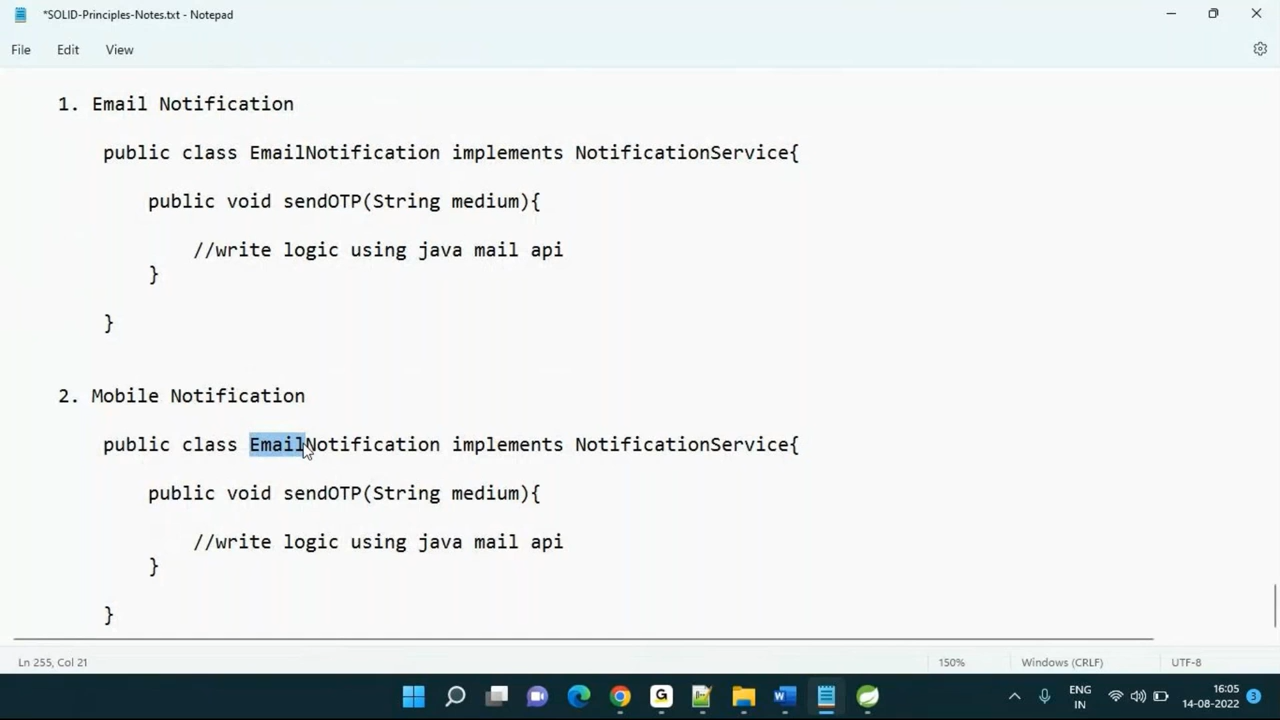 *SOLID-Principles-Notes.txt - Notepad
File Edit View
1. Email Notification
public class EmailNotification implements NotificationService{
public void sendOTP(String medium){
//write logic using java mail api
}
}
2. Mobile Notification
public class EmailNotification implements NotificationService{
public void sendOTP(String medium){
//write logic using java mail api
}
}
Ln 255, Col 21 150% Windows (CRLF) UTF-8
ENG 16:05
IN 14-08-2022 3